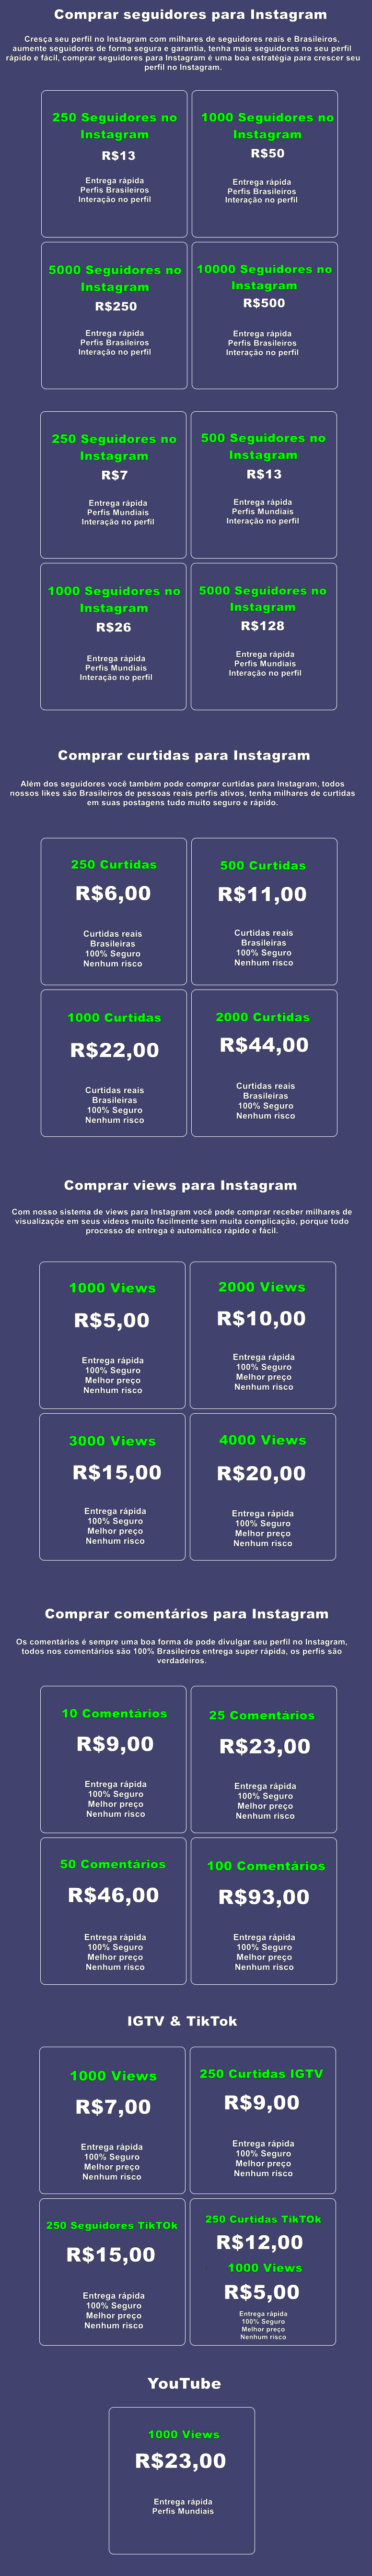 Comprar seguidores para Instagram
Cresça seu perfil no Instagram com milhares de seguidores reais e Brasileiros,
aumente seguidores de forma segura e garantia, tenha mais seguidores no seu perfil
rápido e fácil, comprar seguidores para Instagram é uma boa estratégia para crescer seu
perfil no Instagram.
250 Seguidores no
Instagram
R$13
Entrega rápida
Perfis Brasileiros
Interação no perfil
1000 Seguidores no
Instagram
R$50
Entrega rápida
Perfis Brasileiros
Interação no perfil
5000 Seguidores no
Instagram
R$250
Entrega rápida
Perfis Brasileiros
Interação no perfil
10000 Seguidores no
Instagram
R$500
Entrega rápida
Perfis Brasileiros
Interação no perfil
250 Seguidores no
Instagram
R$7
Entrega rápida
Perfis Mundiais
Interação no perfil
500 Seguidores no
Instagram
R$13
Entrega rápida
Perfis Mundiais
Interação no perfil
1000 Seguidores no
Instagram
R$26
Entrega rápida
Perfis Mundiais
Interação no perfil
5000 Seguidores no
Instagram
R$128
Entrega rápida
Perfis Mundiais
Interação no perfil
Comprar curtidas para Instagram
Além dos seguidores você também pode comprar curtidas para Instagram, todos
nossos likes são Brasileiros de pessoas reais perfis ativos, tenha milhares de curtidas
em suas postagens tudo muito seguro e rápido.
250 Curtidas
R$6,00
Curtidas reais
Brasileiras
100% Seguro
Nenhum risco
500 Curtidas
R$11,00
Curtidas reais
Brasileiras
100% Seguro
Nenhum risco
1000 Curtidas
R$22,00
Curtidas reais
Brasileiras
100% Seguro
Nenhum risco
2000 Curtidas
R$44,00
Curtidas reais
Brasileiras
100% Seguro
Nenhum risco
Comprar views para Instagram
Com nosso sistema de views para Instagram você pode comprar receber milhares de
visualizaçõe em seus vídeos muito facilmente sem muita complicação, porque todo
processo de entrega é automático rápido e fácil.
1000 Views
R$5,00
Entrega rápida
100% Seguro
Melhor preço
Nenhum risco
2000 Views
R$10,00
Entrega rápida
100% Seguro
Melhor preço
Nenhum risco
3000 Views
R$15,00
Entrega rápida
100% Seguro
Melhor preço
Nenhum risco
4000 Views
R$20,00
Entrega rápida
100% Seguro
Melhor preço
Nenhum risco
Comprar comentários para Instagram
Os comentários é sempre uma boa forma de pode divulgar seu perfil no Instagram,
todos nos comentários são 100% Brasileiros entrega super rápida, os perfis são
verdadeiros.
10 Comentários
R$9,00
Entrega rápida
100% Seguro
Melhor preço
Nenhum risco
25 Comentários
R$23,00
Entrega rápida
100% Seguro
Melhor preço
Nenhum risco
50 Comentários
R$46,00
Entrega rápida
100% Seguro
Melhor preço
Nenhum risco
100 Comentários
R$93,00
Entrega rápida
100% Seguro
Melhor preço
Nenhum risco
IGTV & TikTok
1000 Views
R$7,00
Entrega rápida
100% Seguro
Melhor preço
Nenhum risco
250 Curtidas IGTV
R$9,00
Entrega rápida
100% Seguro
Melhor preço
Nenhum risco
250 Seguidores TikTOk
R$15,00
Entrega rápida
100% Seguro
Melhor preço
Nenhum risco
250 Curtidas TikTOk
R$12,00
1000 Views
R$5,00
Entrega rápida
100% Seguro
Melhor preço
Nenhum risco
YouTube
1000 Views
R$23,00
Entrega rápida
Perfis Mundiais